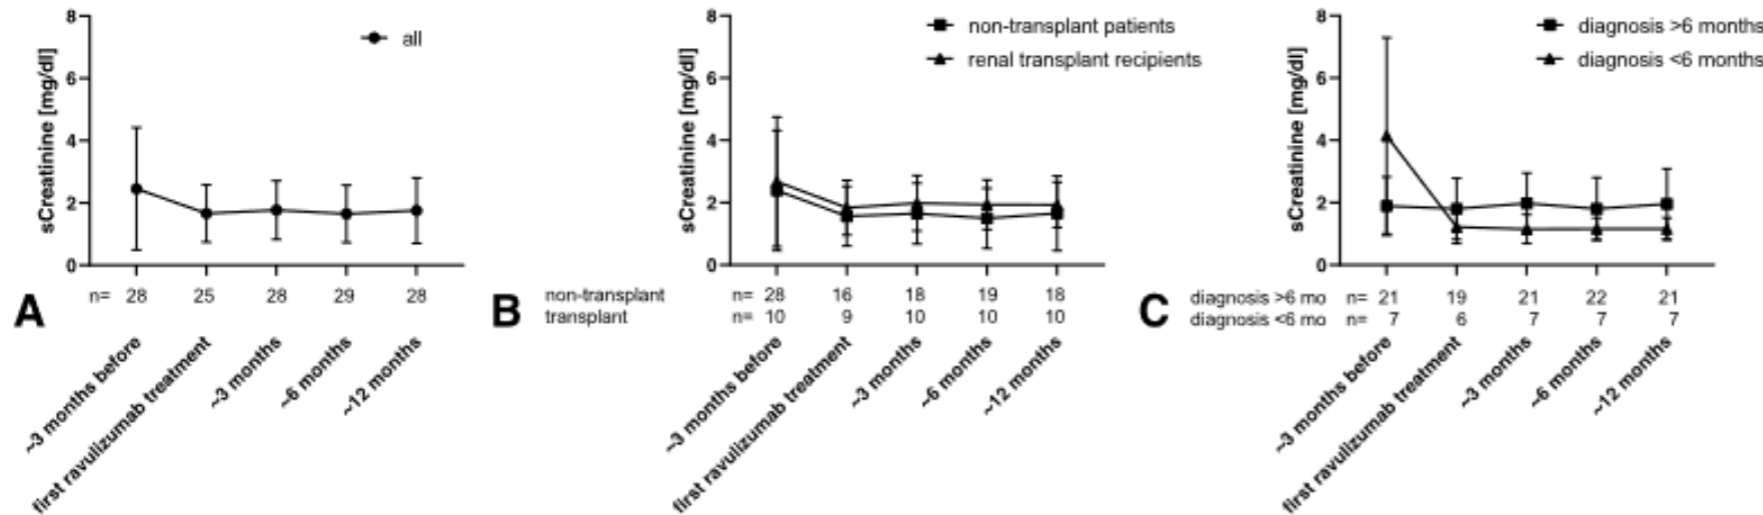 8
6
4
2
0
sCreatinine [mg/dl]
all
n= 28 25 28 29 28
A
~3 months before
first ravulizumab treatment
~3 months
~6 months
~12 months
8
6
4
2
0
sCreatinine [mg/dl]
non-transplant patients
renal transplant recipients
B
non-transplant n= 28 16 18 19 18
transplant n= 10 9 10 10 10
~3 months before
first ravulizumab treatment
~3 months
~6 months
~12 months
8
6
4
2
0
sCreatinine [mg/dl]
diagnosis >6 months
diagnosis <6 months
C
diagnosis >6 mo n= 21 19 21 22 21
diagnosis <6 mo n= 7 6 7 7 7
~3 months before
first ravulizumab treatment
~3 months
~6 months
~12 months